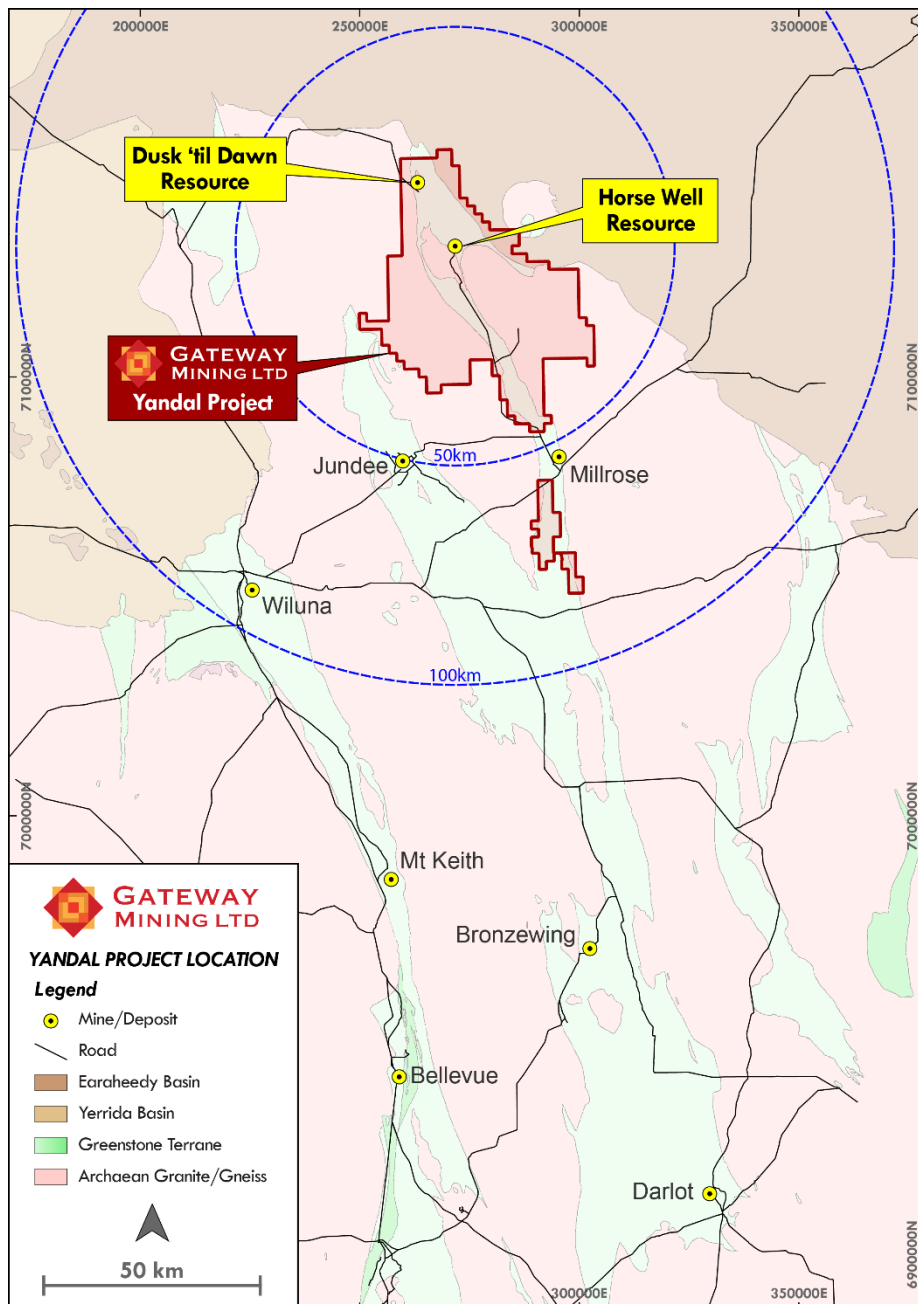 200000E
250000E
300000E
350000E
Dusk ‘til Dawn
Resource
Horse Well
Resource
GATEWAY
MINING LTD
Yandal Project
7100000N
7100000N
50km
Jundee
Millrose
Wiluna
100km
7000000N
7000000N
Mt Keith
Bronzewing
Bellevue
Darlot
GATEWAY
MINING LTD
YANDAL PROJECT LOCATION
Legend
Mine/Deposit
Road
Earaheedy Basin
Yerrida Basin
Greenstone Terrane
Archaean Granite/Gneiss
50 km
6900000N
300000E
350000E